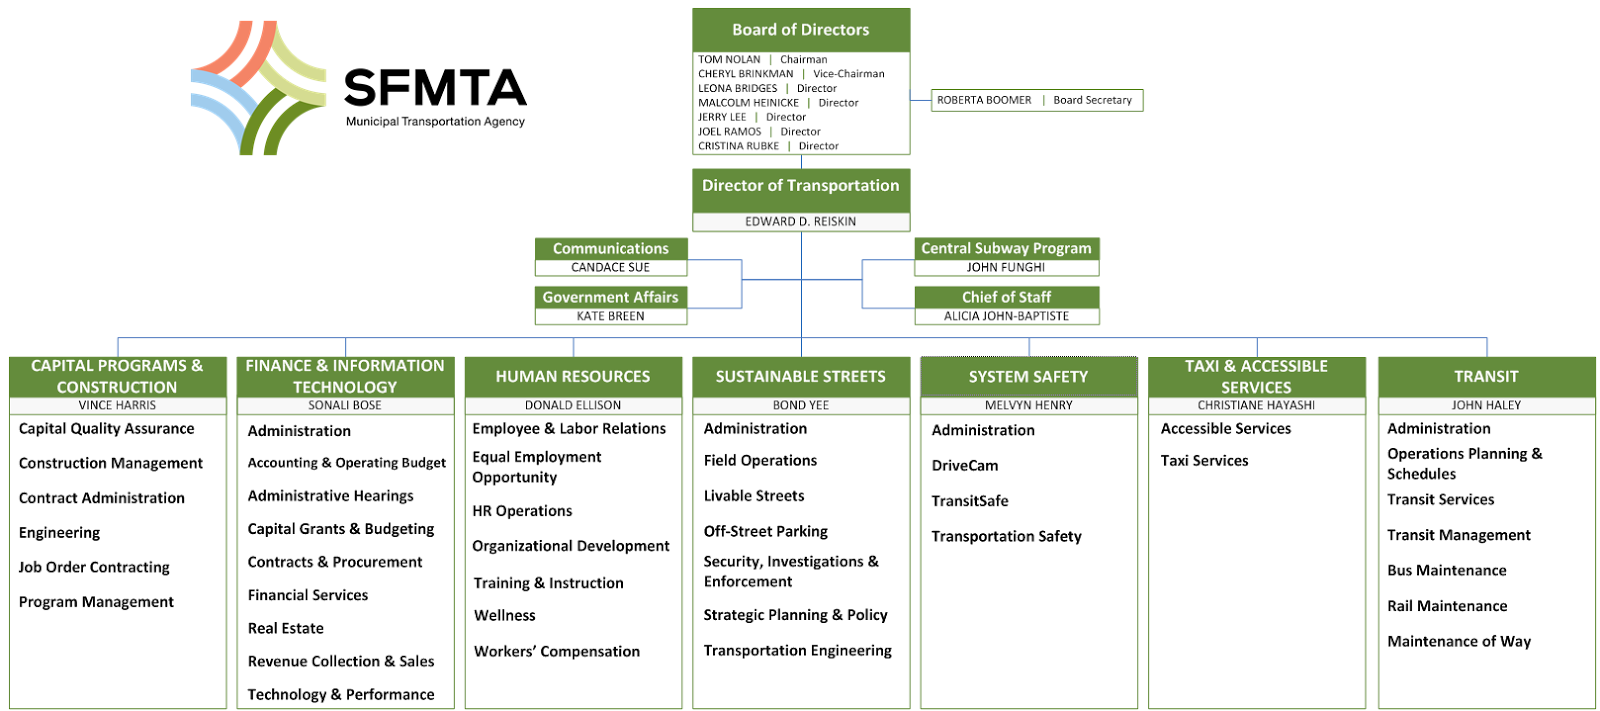 SFMTA
Municipal Transportation Agency
Board of Directors
TOM NOLAN | Chairman
CHERYL BRINKMAN | Vice-Chairman
LEONA BRIDGES | Director
MALCOLM HEINICKE | Director
JERRY LEE | Director
JOEL RAMOS | Director
CRISTINA RUBKE | Director
ROBERTA BOOMER | Board Secretary
Director of Transportation
EDWARD D. REISKIN
Communications
CANDACE SUE
Government Affairs
KATE BREEN
Central Subway Program
JOHN FUNGHI
Chief of Staff
ALICIA JOHN-BAPTISTE
CAPITAL PROGRAMS &
CONSTRUCTION
VINCE HARRIS
Capital Quality Assurance
Construction Management
Contract Administration
Engineering
Job Order Contracting
Program Management
FINANCE & INFORMATION
TECHNOLOGY
SONALI BOSE
Administration
Accounting & Operating Budget
Administrative Hearings
Capital Grants & Budgeting
Contracts & Procurement
Financial Services
Real Estate
Revenue Collection & Sales
Technology & Performance
HUMAN RESOURCES
DONALD ELLISON
Employee & Labor Relations
Equal Employment
Opportunity
HR Operations
Organizational Development
Training & Instruction
Wellness
Workers’ Compensation
SUSTAINABLE STREETS
BOND YEE
Administration
Field Operations
Livable Streets
Off-Street Parking
Security, Investigations &
Enforcement
Strategic Planning & Policy
Transportation Engineering
SYSTEM SAFETY
MELVYN HENRY
Administration
DriveCam
TransitSafe
Transportation Safety
TAXI & ACCESSIBLE
SERVICES
CHRISTIANE HAYASHI
Accessible Services
Taxi Services
TRANSIT
JOHN HALEY
Administration
Operations Planning &
Schedules
Transit Services
Transit Management
Bus Maintenance
Rail Maintenance
Maintenance of Way